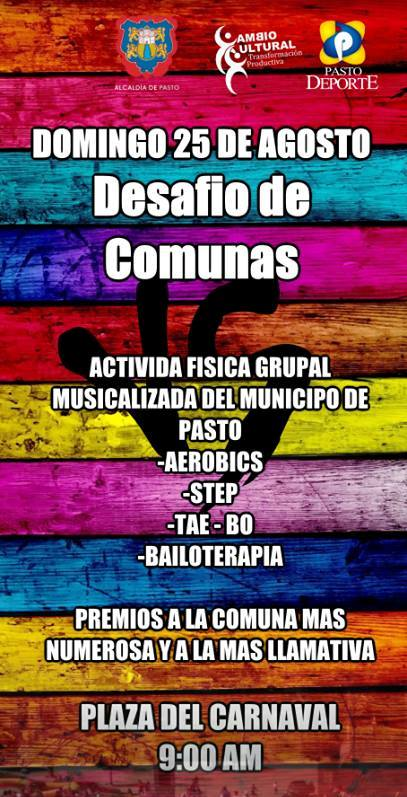 ALCALDÍA DE PASTO
CAMBIO
CULTURAL
Transformación
Productiva
PASTO
DEPORTE
DOMINGO 25 DE AGOSTO
Desafio de
Comunas
ACTIVIDA FISICA GRUPAL
MUSICALIZADA DEL MUNICIPO DE
PASTO
-AEROBICS
-STEP
-TAE - BO
-BAILOTERAPIA
PREMIOS A LA COMUNA MAS
NUMEROSA Y A LA MAS LLAMATIVA
PLAZA DEL CARNAVAL
9:00 AM